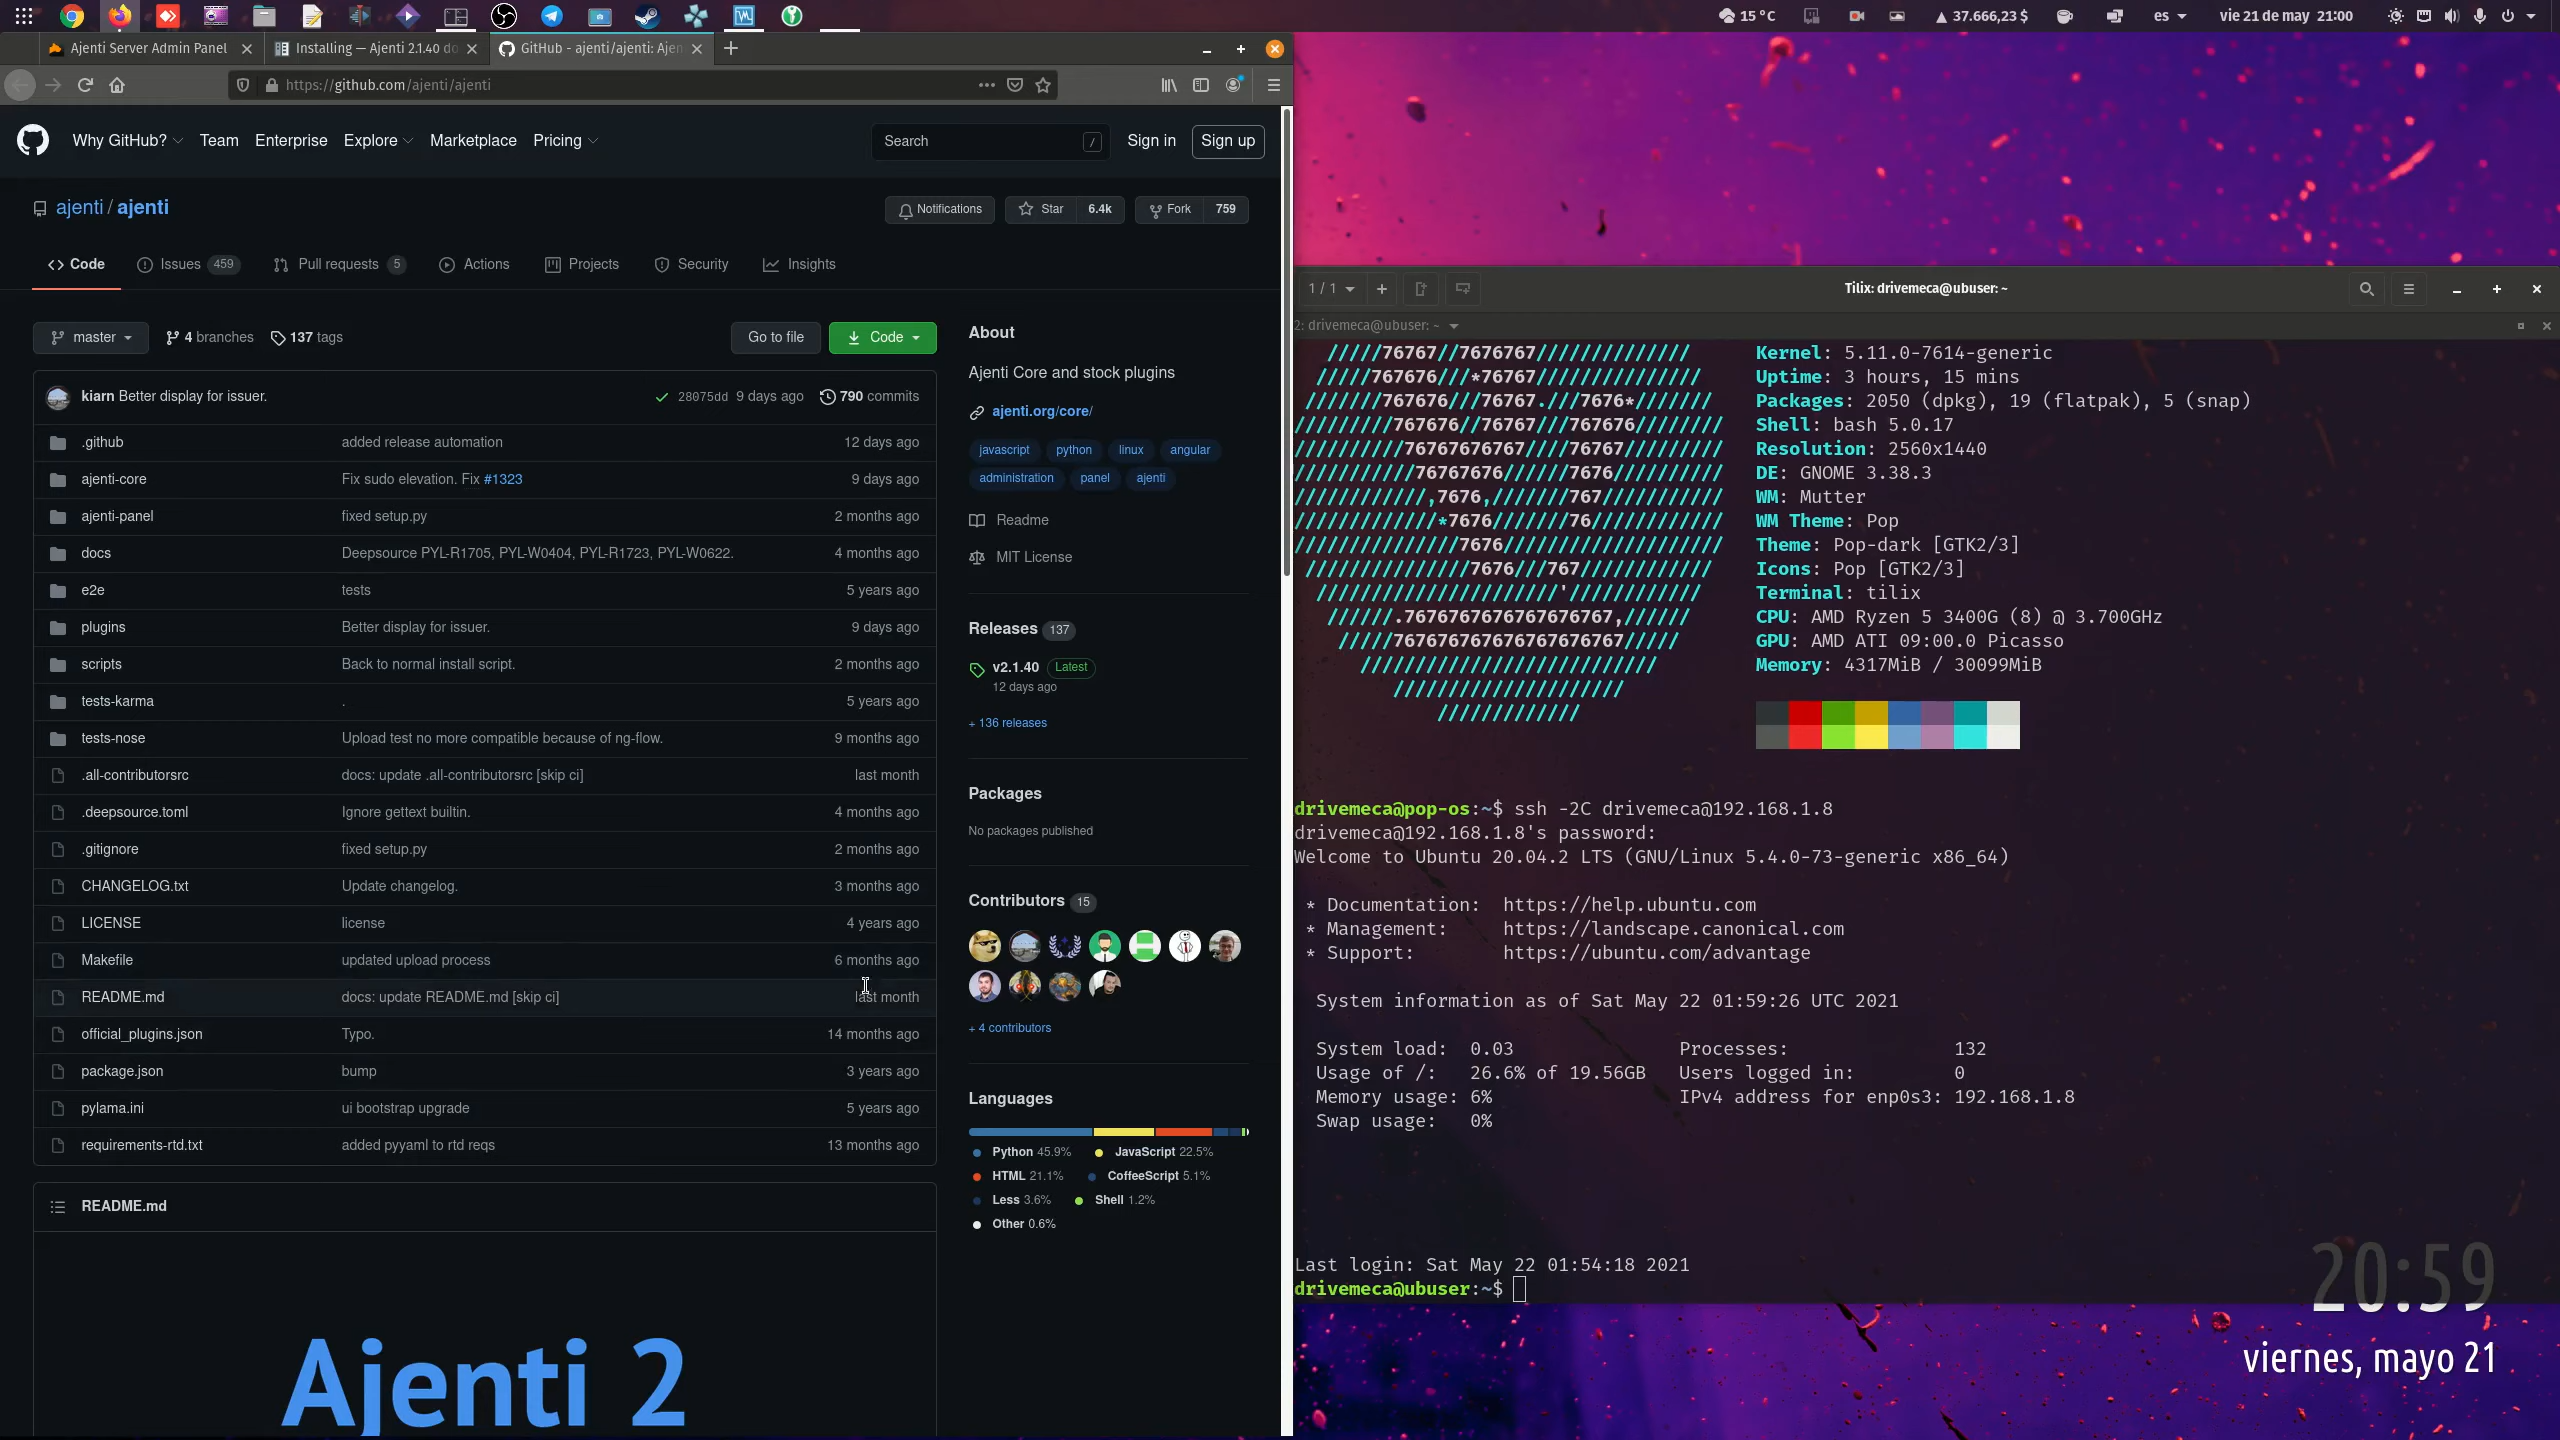 15 °C
37.666,23 $
es
vie 21 de may 21:00
Ajenti Server Admin Panel
Installing — Ajenti 2.1.40 do
GitHub - ajenti/ajenti: Ajen
https://github.com/ajenti/ajenti
Why GitHub?
Team
Enterprise
Explore
Marketplace
Pricing
Search
/
Sign in
Sign up
ajenti / ajenti
Notifications
Star 6.4k
Fork 759
Code
Issues 459
Pull requests 5
Actions
Projects
Security
Insights
master
4 branches
137 tags
Go to file
Code
kiarn Better display for issuer.
28075dd 9 days ago
790 commits
.github added release automation 12 days ago
ajenti-core Fix sudo elevation. Fix #1323 9 days ago
ajenti-panel fixed setup.py 2 months ago
docs Deepsource PYL-R1705, PYL-W0404, PYL-R1723, PYL-W0622. 4 months ago
e2e tests 5 years ago
plugins Better display for issuer. 9 days ago
scripts Back to normal install script. 2 months ago
tests-karma . 5 years ago
tests-nose Upload test no more compatible because of ng-flow. 9 months ago
.all-contributorsrc docs: update .all-contributorsrc [skip ci] last month
.deepsource.toml Ignore gettext builtin. 4 months ago
.gitignore fixed setup.py 2 months ago
CHANGELOG.txt Update changelog. 3 months ago
LICENSE license 4 years ago
Makefile updated upload process 6 months ago
README.md docs: update README.md [skip ci] last month
official_plugins.json Typo. 14 months ago
package.json bump 3 years ago
pylama.ini ui bootstrap upgrade 5 years ago
requirements-rtd.txt added pyyaml to rtd reqs 13 months ago
README.md
Ajenti 2
About
Ajenti Core and stock plugins
ajenti.org/core/
javascript python linux angular
administration panel ajenti
Readme
MIT License
Releases 137
v2.1.40 Latest
12 days ago
+ 136 releases
Packages
No packages published
Contributors 15
+ 4 contributors
Languages
Python 45.9% JavaScript 22.5%
HTML 21.1% CoffeeScript 5.1%
Less 3.6% Shell 1.2%
Other 0.6%
1 / 1
Tilix: drivemeca@ubuser: ~
2: drivemeca@ubuser: ~
/////76767//7676767////////////// Kernel: 5.11.0-7614-generic
/////767676///*76767/////////////// Uptime: 3 hours, 15 mins
///////767676///76767.///7676*/////// Packages: 2050 (dpkg), 19 (flatpak), 5 (snap)
/////////767676//76767///767676//////// Shell: bash 5.0.17
//////////76767676767////76767///////// Resolution: 2560x1440
///////////76767676//////7676////////// DE: GNOME 3.38.3
////////////,7676,///////767/////////// WM: Mutter
/////////////*7676///////76//////////// WM Theme: Pop
///////////////7676//////////////////// Theme: Pop-dark [GTK2/3]
///////////////7676///767//////////// Icons: Pop [GTK2/3]
//////////////////////'//////////// Terminal: tilix
//////.7676767676767676767,////// CPU: AMD Ryzen 5 3400G (8) @ 3.700GHz
/////767676767676767676767///// GPU: AMD ATI 09:00.0 Picasso
/////////////////////////// Memory: 4317MiB / 30099MiB
/////////////////////
/////////////
drivemeca@pop-os:~$ ssh -2C drivemeca@192.168.1.8
drivemeca@192.168.1.8's password:
Welcome to Ubuntu 20.04.2 LTS (GNU/Linux 5.4.0-73-generic x86_64)
* Documentation: https://help.ubuntu.com
* Management: https://landscape.canonical.com
* Support: https://ubuntu.com/advantage
System information as of Sat May 22 01:59:26 UTC 2021
System load: 0.03 Processes: 132
Usage of /: 26.6% of 19.56GB Users logged in: 0
Memory usage: 6% IPv4 address for enp0s3: 192.168.1.8
Swap usage: 0%
Last login: Sat May 22 01:54:18 2021
drivemeca@ubuser:~$
20:59
viernes, mayo 21